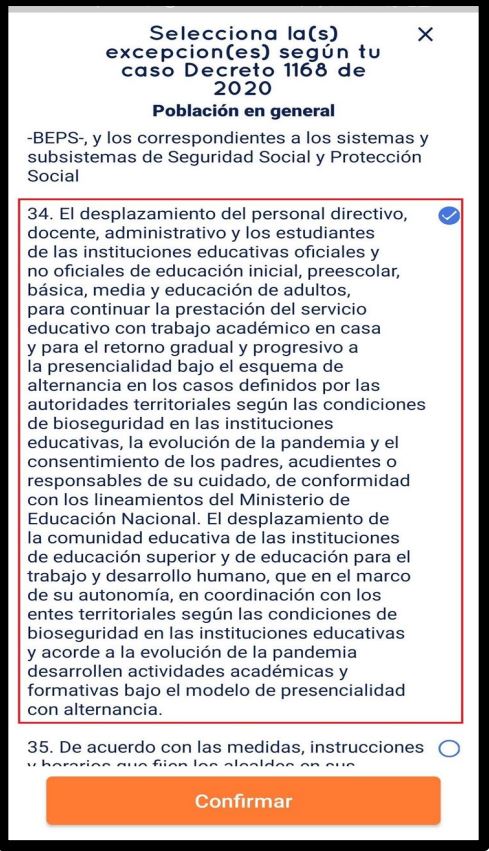 Selecciona la(s)
excepcion(es) según tu
caso Decreto 1168 de
2020
Población en general
-BEPS-, y los correspondientes a los sistemas y
subsistemas de Seguridad Social y Protección
Social
34. El desplazamiento del personal directivo,
docente, administrativo y los estudiantes
de las instituciones educativas oficiales y
no oficiales de educación inicial, preescolar,
básica, media y educación de adultos,
para continuar la prestación del servicio
educativo con trabajo académico en casa
y para el retorno gradual y progresivo a
la presencialidad bajo el esquema de
alternancia en los casos definidos por las
autoridades territoriales según las condiciones
de bioseguridad en las instituciones
educativas, la evolución de la pandemia y el
consentimiento de los padres, acudientes o
responsables de su cuidado, de conformidad
con los lineamientos del Ministerio de
Educación Nacional. El desplazamiento de
la comunidad educativa de las instituciones
de educación superior y de educación para el
trabajo y desarrollo humano, que en el marco
de su autonomía, en coordinación con los
entes territoriales según las condiciones de
bioseguridad en las instituciones educativas
y acorde a la evolución de la pandemia
desarrollen actividades académicas y
formativas bajo el modelo de presencialidad
con alternancia.
35. De acuerdo con las medidas, instrucciones
y horarios que fijen los alcaldes en sus
Confirmar